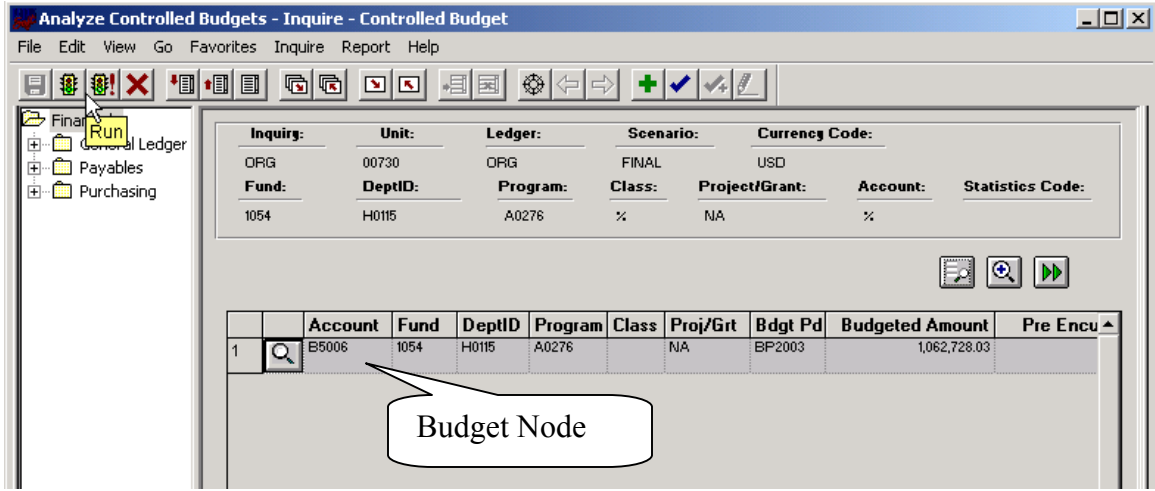 Analyze Controlled Budgets - Inquire - Controlled Budget
File Edit View Go Favorites Inquire Report Help
Run
General Ledger
Payables
Purchasing
Inquiry: Unit: Ledger: Scenario: Currency Code:
ORG 00730 ORG FINAL USD
Fund: DeptID: Program: Class: Project/Grant: Account: Statistics Code:
1054 H0115 A0276 % NA %
Account Fund DeptID Program Class Proj/Grt Bdgt Pd Budgeted Amount Pre Encu
1 B5006 1054 H0115 A0276 NA BP2003 1,062,728.03
Budget Node